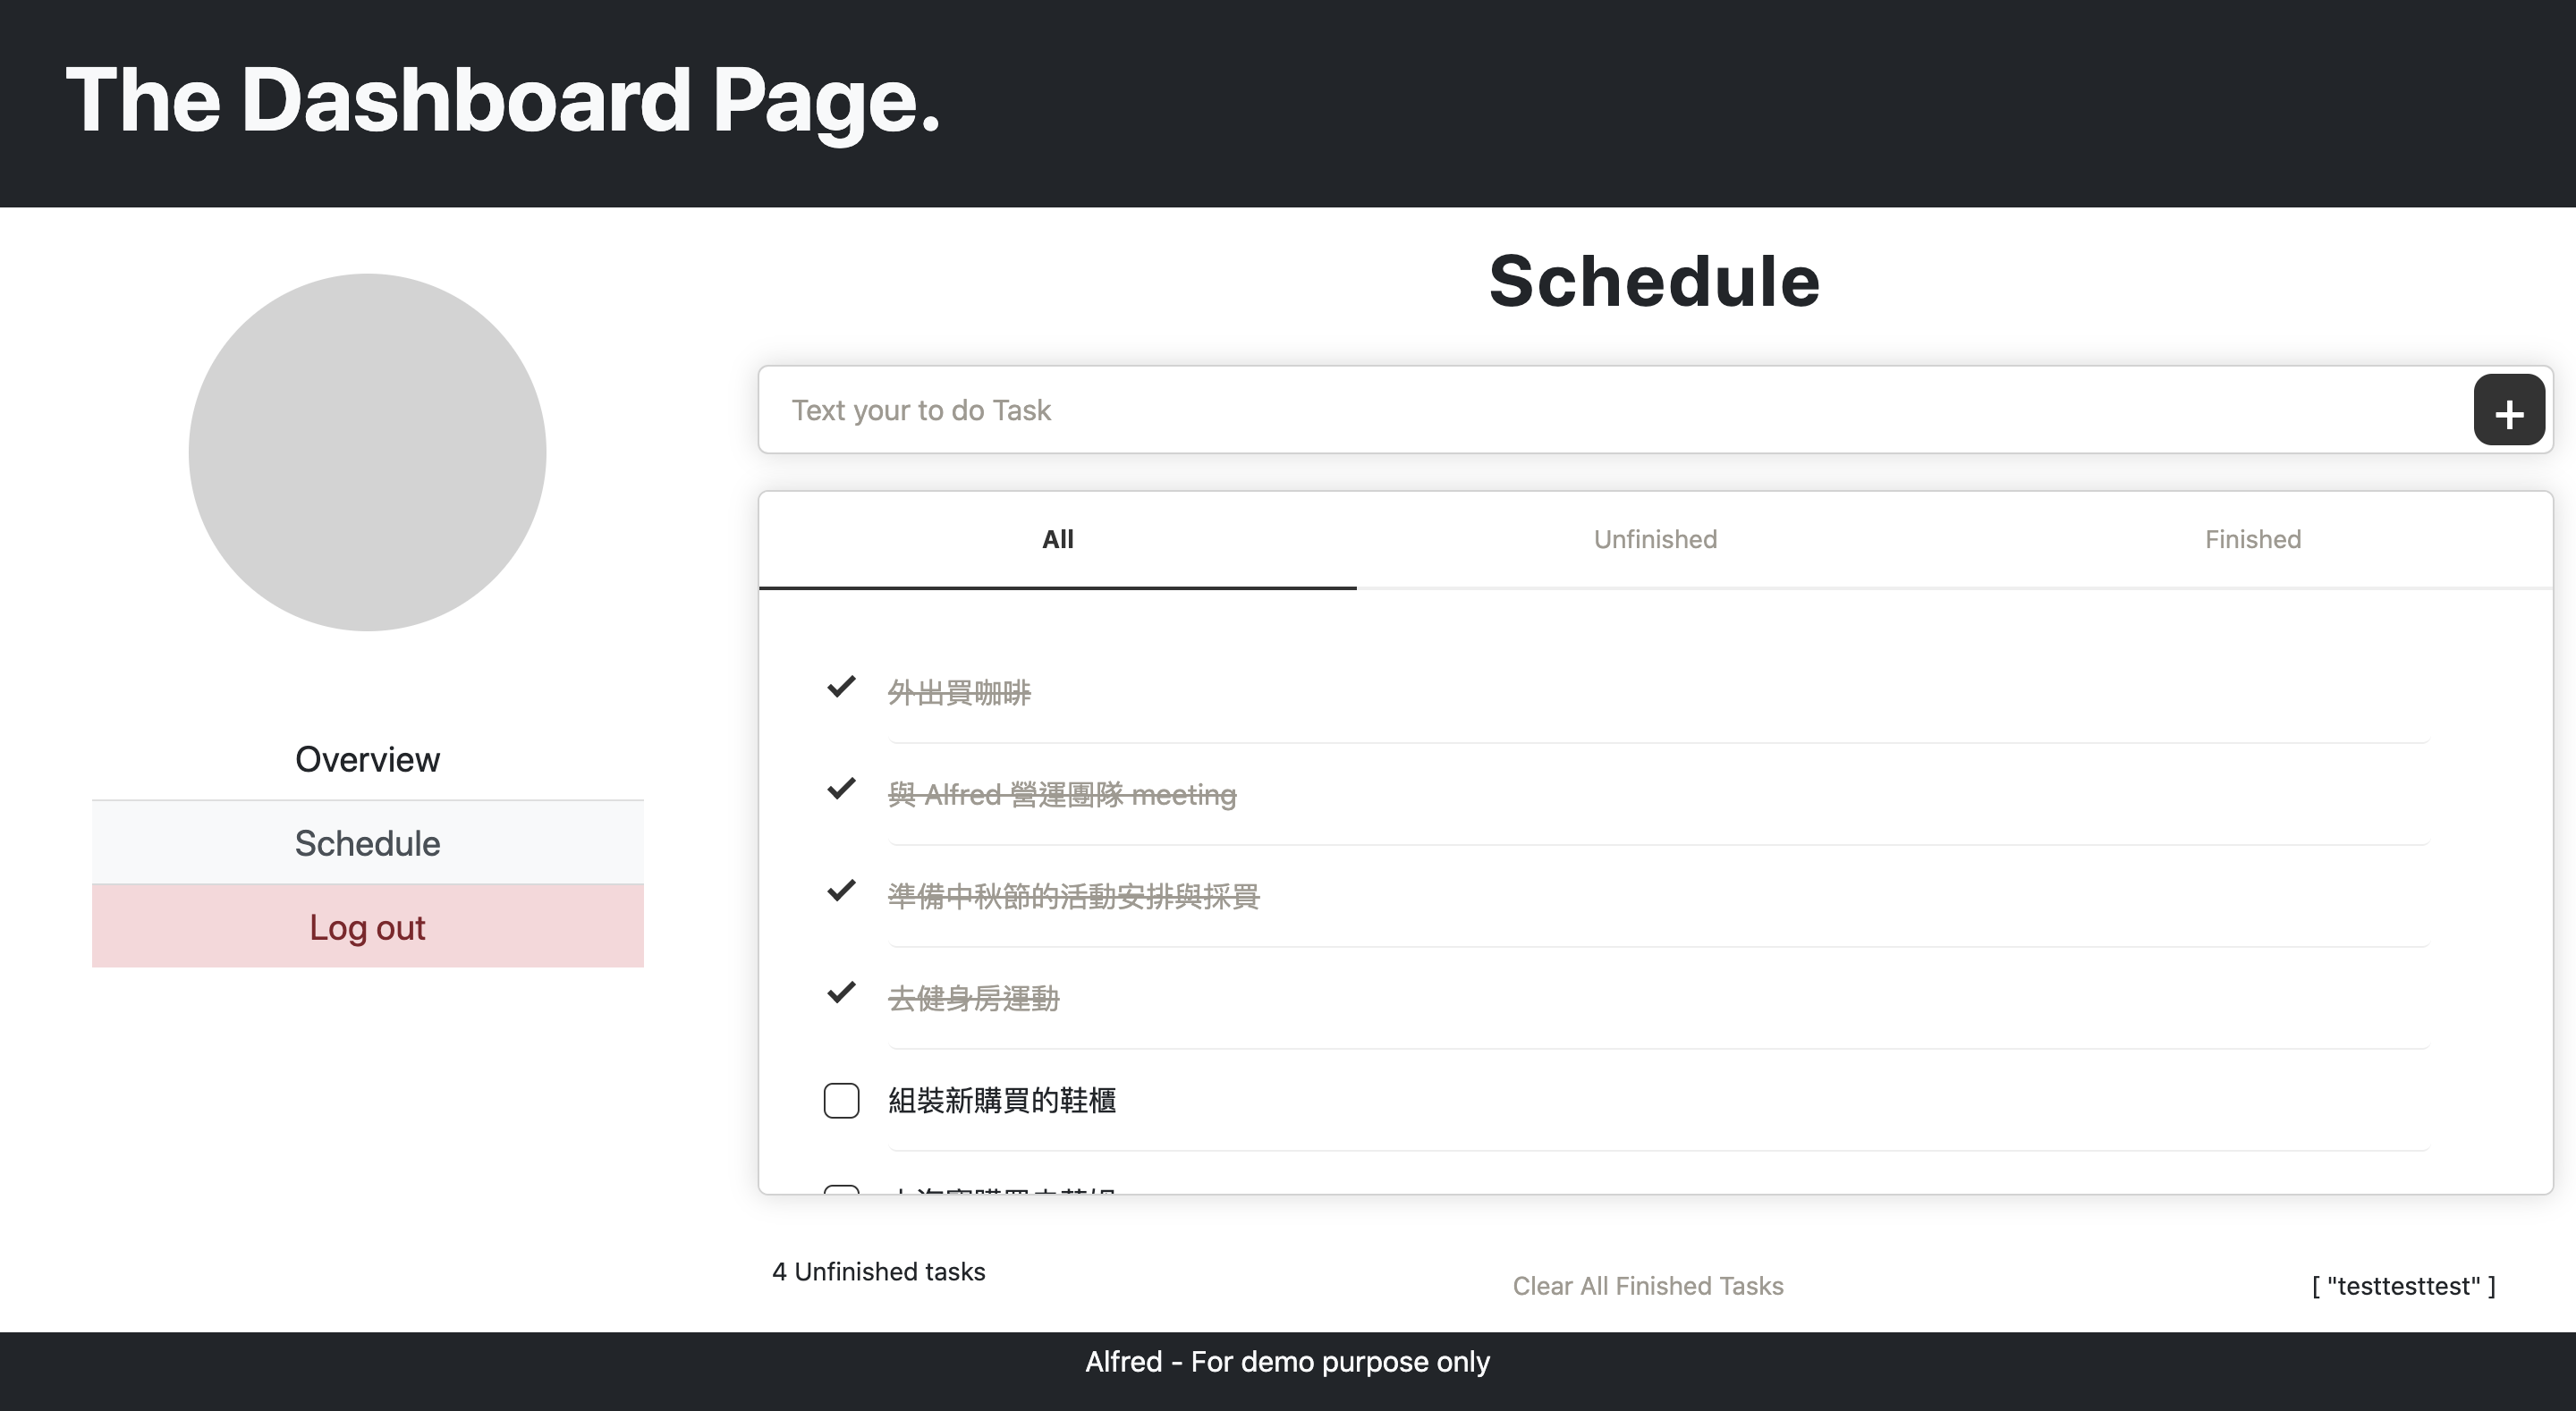 The Dashboard Page.
Schedule
Text your to do Task
+
All Unfinished Finished
外出買咖啡
與 Alfred 營運團隊 meeting
準備中秋節的活動安排與採買
去健身房運動
組裝新購買的鞋櫃
Overview
Schedule
Log out
4 Unfinished tasks
Clear All Finished Tasks
[ "testtesttest" ]
Alfred - For demo purpose only